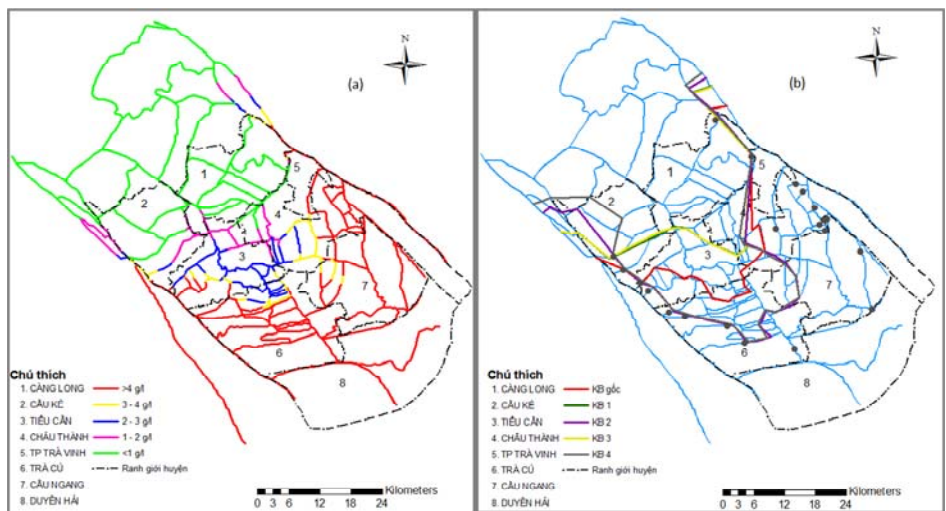 N
(a)
1
2
3
4
5
6
7
8
Chú thích
1. CÀNG LONG >4 g/l
2. CẦU KÈ 3 - 4 g/l
3. TIỂU CẦN 2 - 3 g/l
4. CHÂU THÀNH 1 - 2 g/l
5. TP TRÀ VINH <1 g/l
6. TRÀ CÚ Ranh giới huyện
7. CẦU NGANG
8. DUYÊN HẢI
Kilometers
0 3 6 12 18 24
N
(b)
1
2
3
5
6
7
8
Chú thích
1. CÀNG LONG KB gốc
2. CẦU KÈ KB 1
3. TIỂU CẦN KB 2
4. CHÂU THÀNH KB 3
5. TP TRÀ VINH KB 4
6. TRÀ CÚ Ranh giới huyện
7. CẦU NGANG
8. DUYÊN HẢI
Kilometers
0 3 6 12 18 24